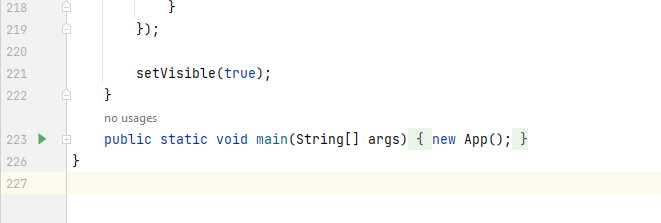 218 }
219 });
220
221 setVisible(true);
222 }
no usages
223 public static void main(String[] args) { new App(); }
226 }
227